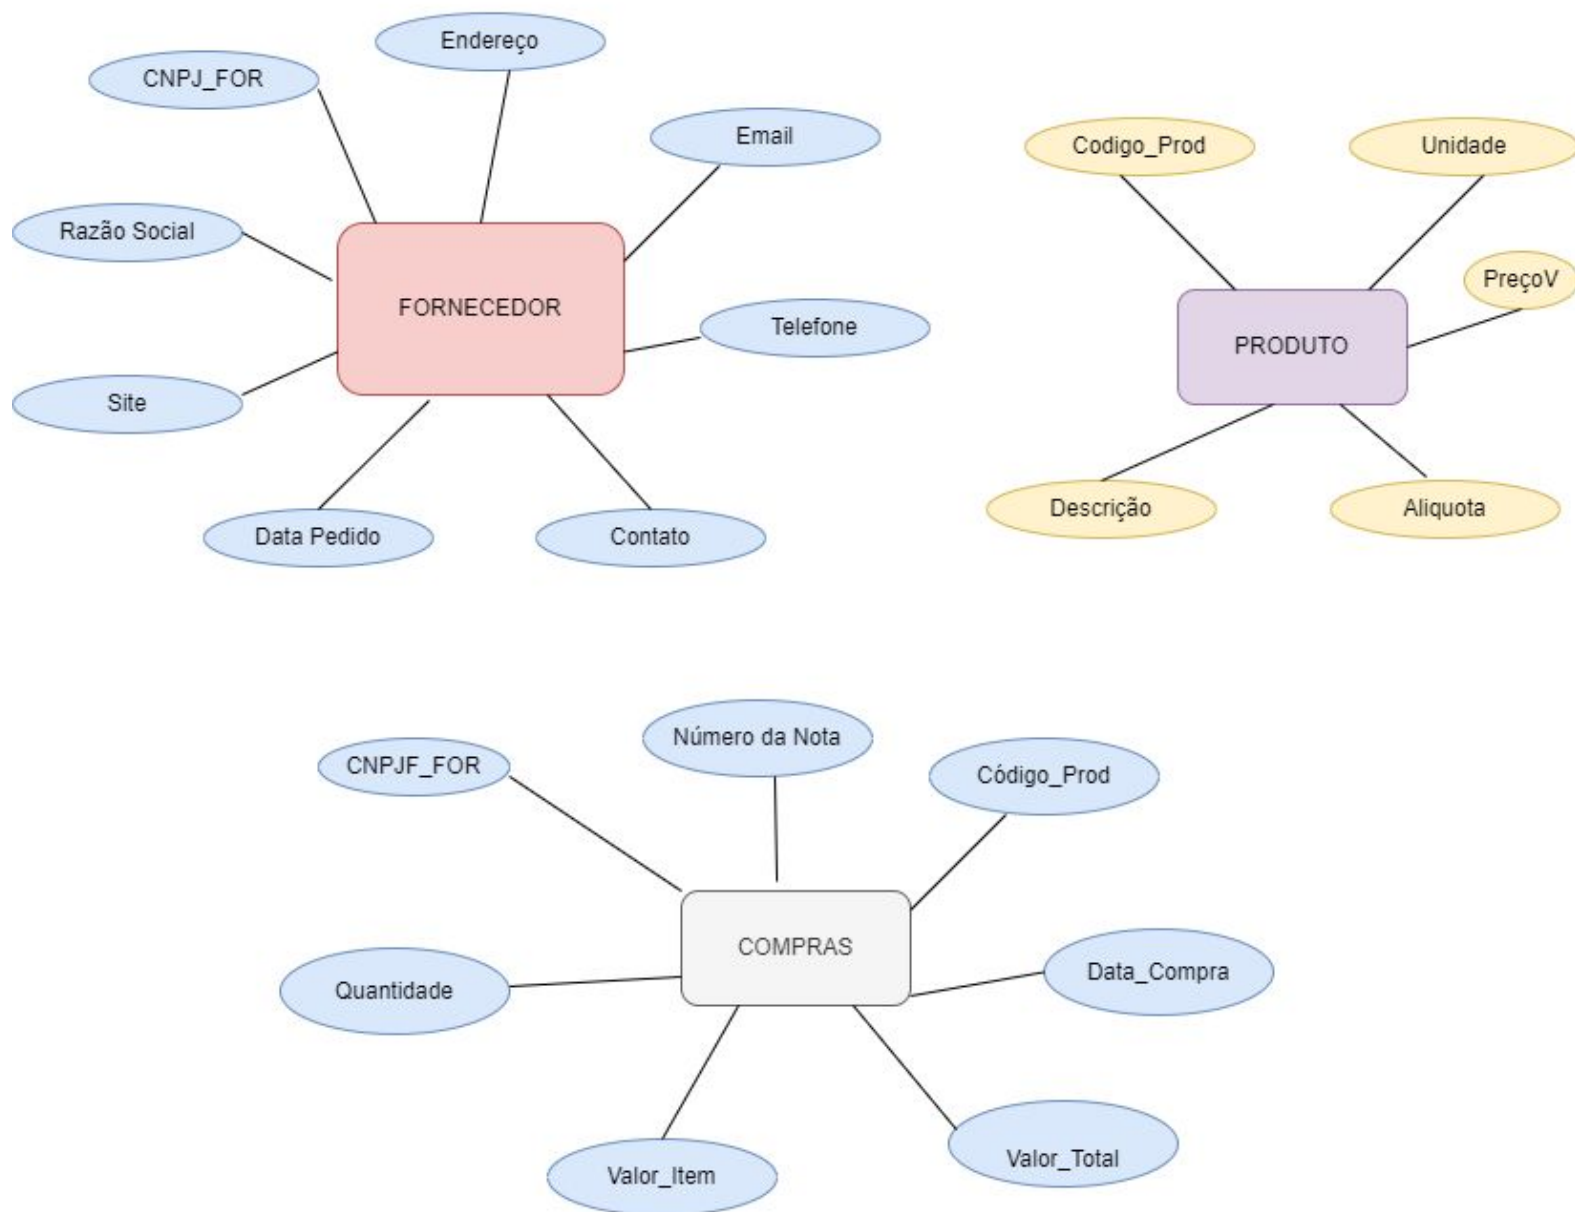 Endereço
CNPJ_FOR
Email
Codigo_Prod
Unidade
Razão Social
PreçoV
FORNECEDOR
Telefone
PRODUTO
Site
Descrição
Aliquota
Data Pedido
Contato
Número da Nota
CNPJF_FOR
Código_Prod
COMPRAS
Data_Compra
Quantidade
Valor_Total
Valor_Item